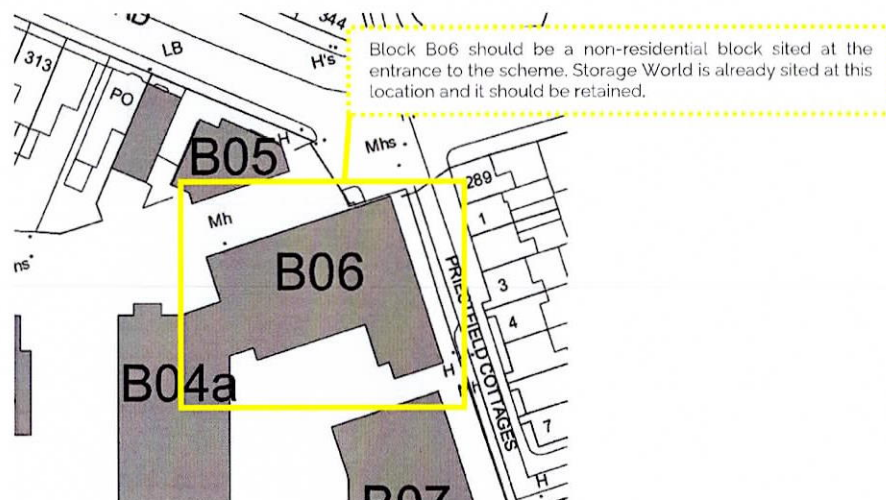 344
Block B06 should be a non-residential block sited at the
entrance to the scheme. Storage World is already sited at this
location and it should be retained.
LB
H's
313
PO
B05
H
Mhs
289
Mh
1
B06
PRIESTFIELD COTTAGES
3
4
B04a
H
7
H
B07